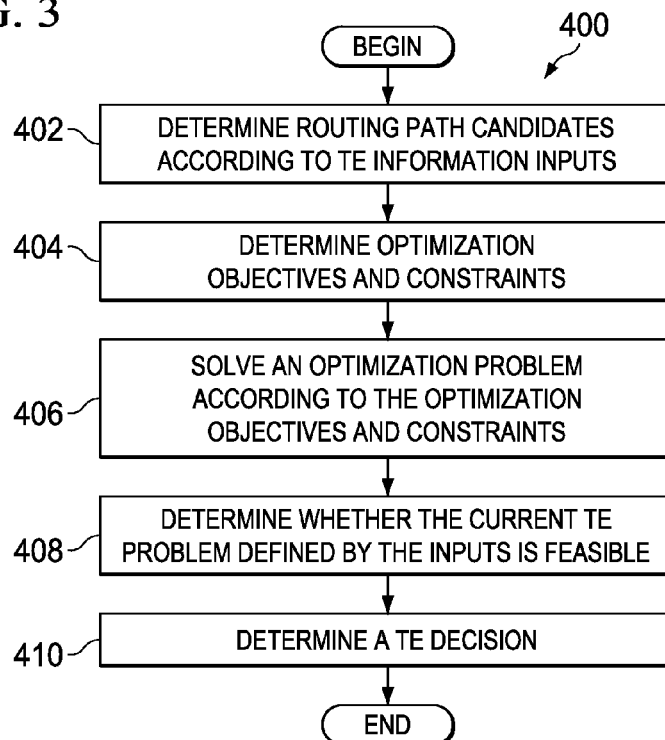 G. 3
BEGIN
400
402
DETERMINE ROUTING PATH CANDIDATES
ACCORDING TO TE INFORMATION INPUTS
404
DETERMINE OPTIMIZATION
OBJECTIVES AND CONSTRAINTS
406
SOLVE AN OPTIMIZATION PROBLEM
ACCORDING TO THE OPTIMIZATION
OBJECTIVES AND CONSTRAINTS
408
DETERMINE WHETHER THE CURRENT TE
PROBLEM DEFINED BY THE INPUTS IS FEASIBLE
410
DETERMINE A TE DECISION
END